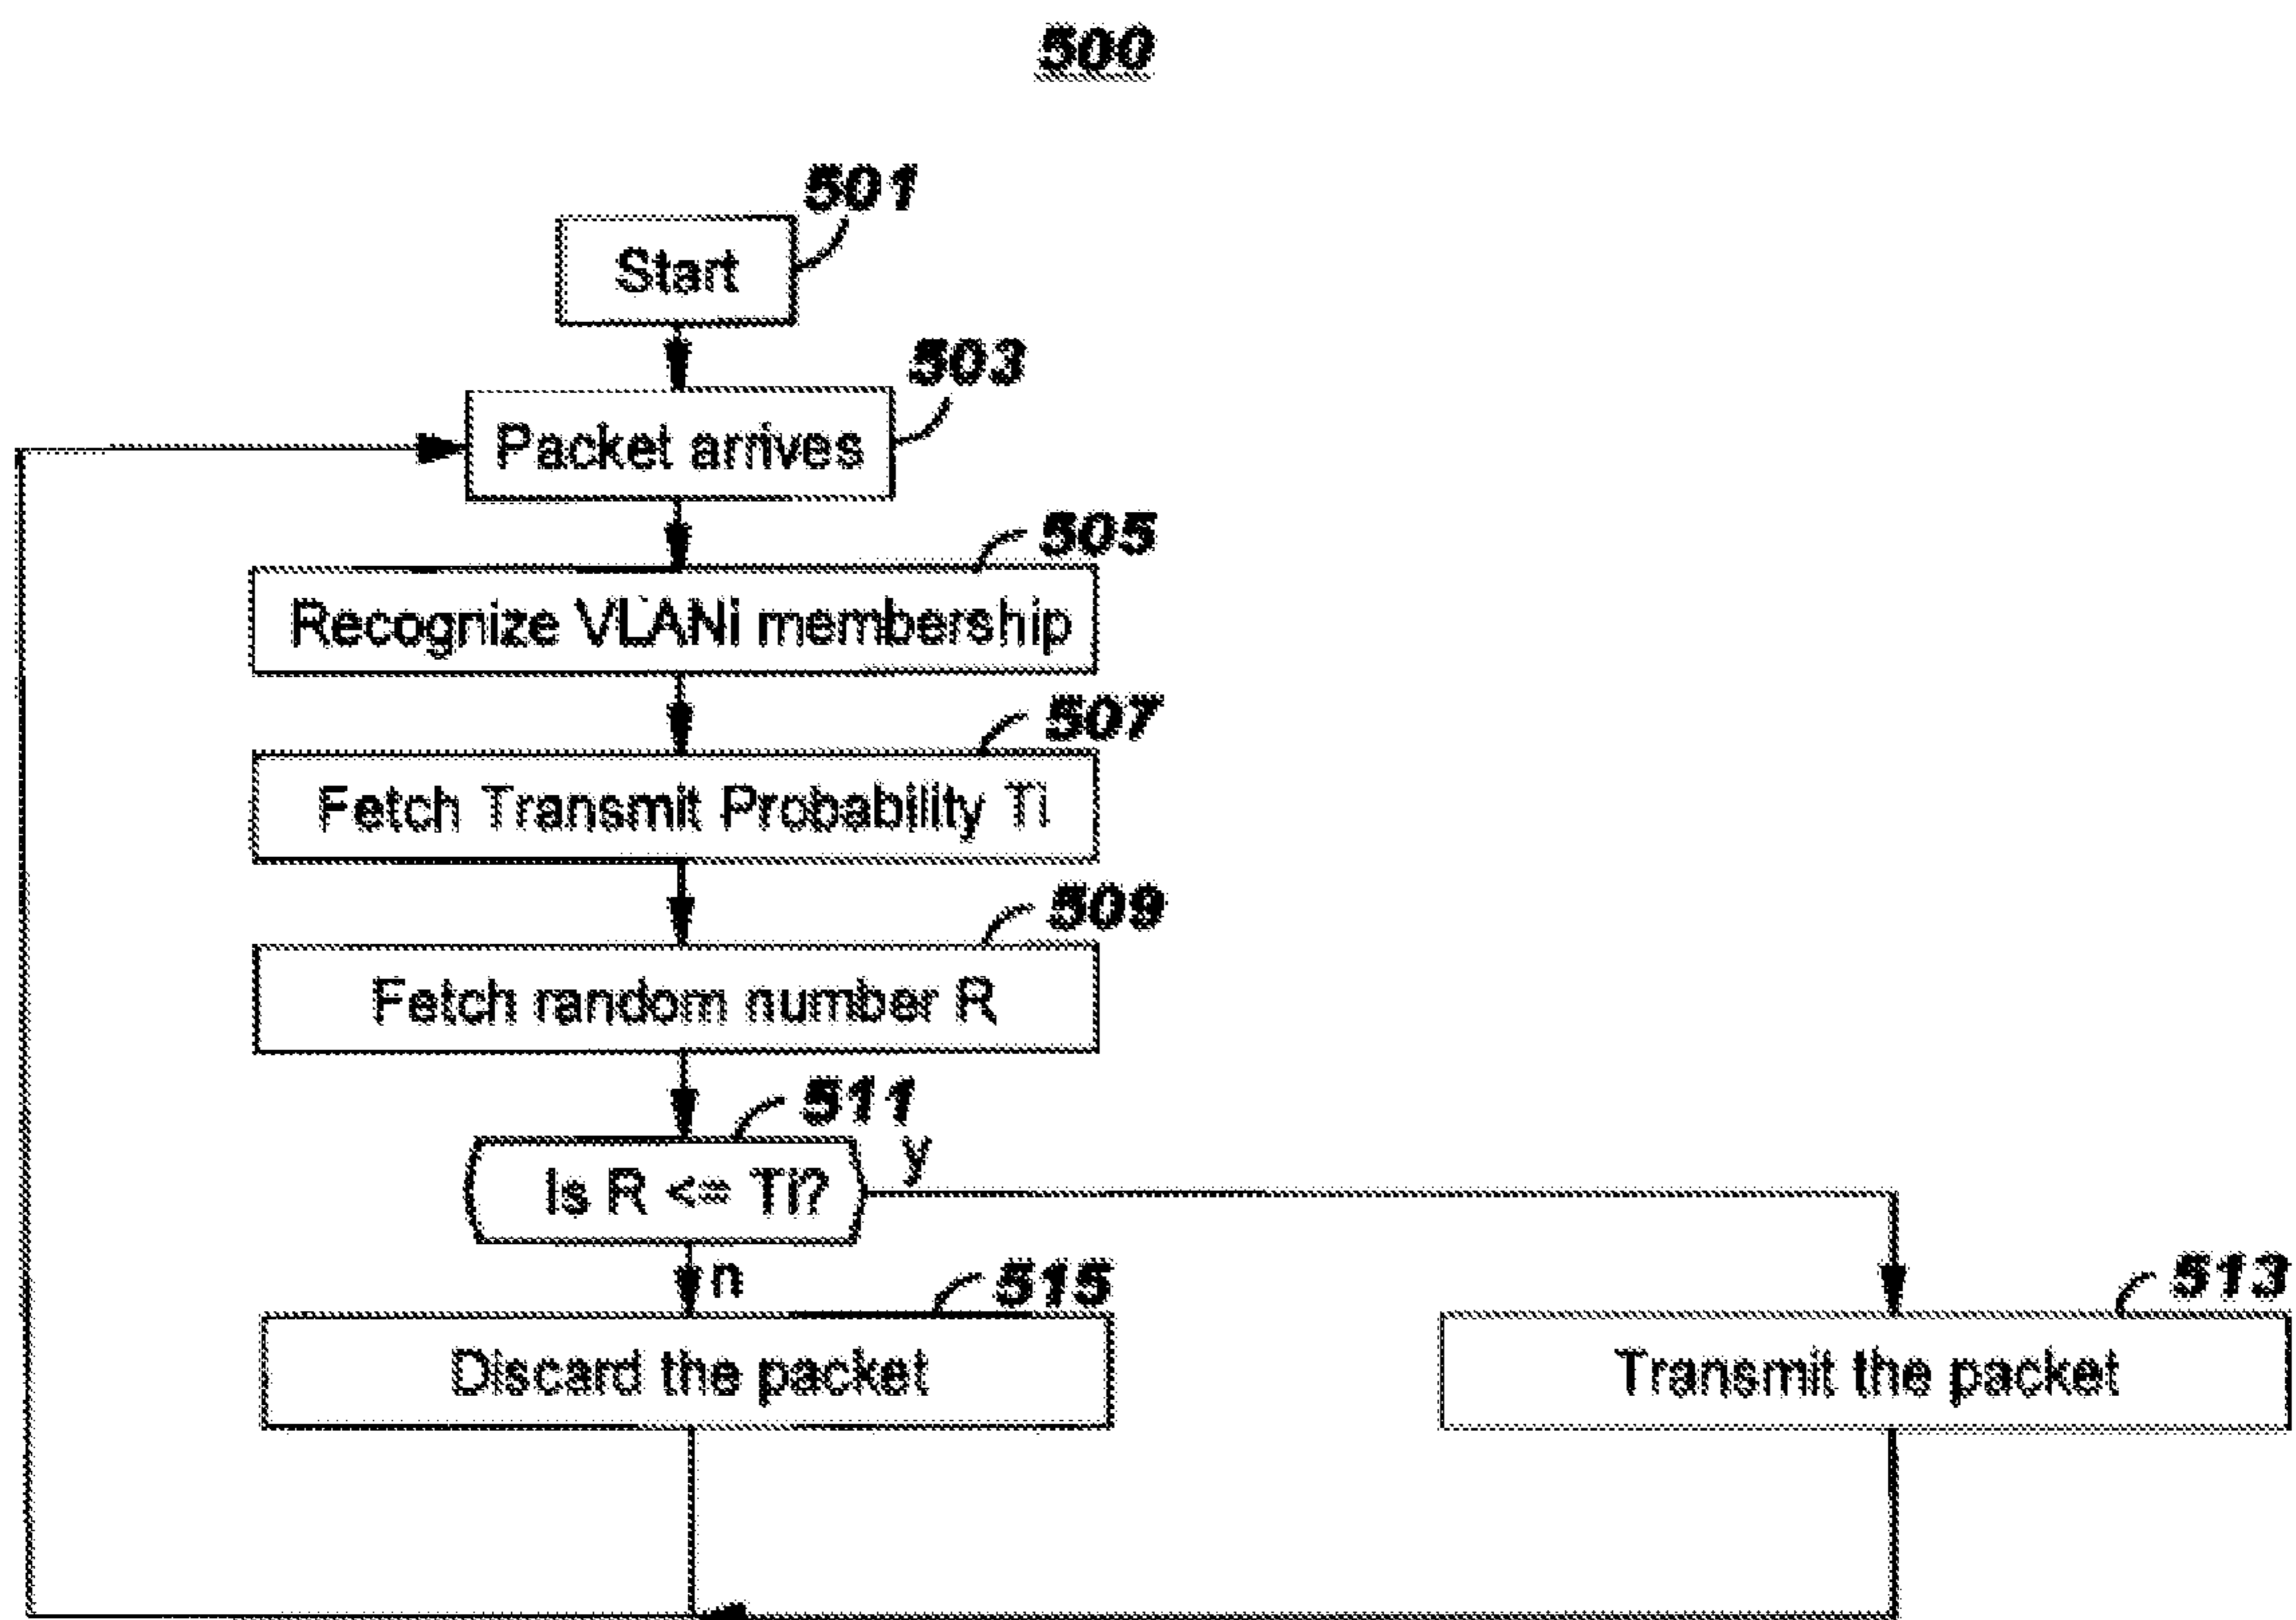 500
501
Start
503
Packet arrives
505
Recognize VLANi membership
507
Fetch Transmit Probability Ti
509
Fetch random number R
511
y
Is R <= Ti?
n
515
513
Discard the packet
Transmit the packet